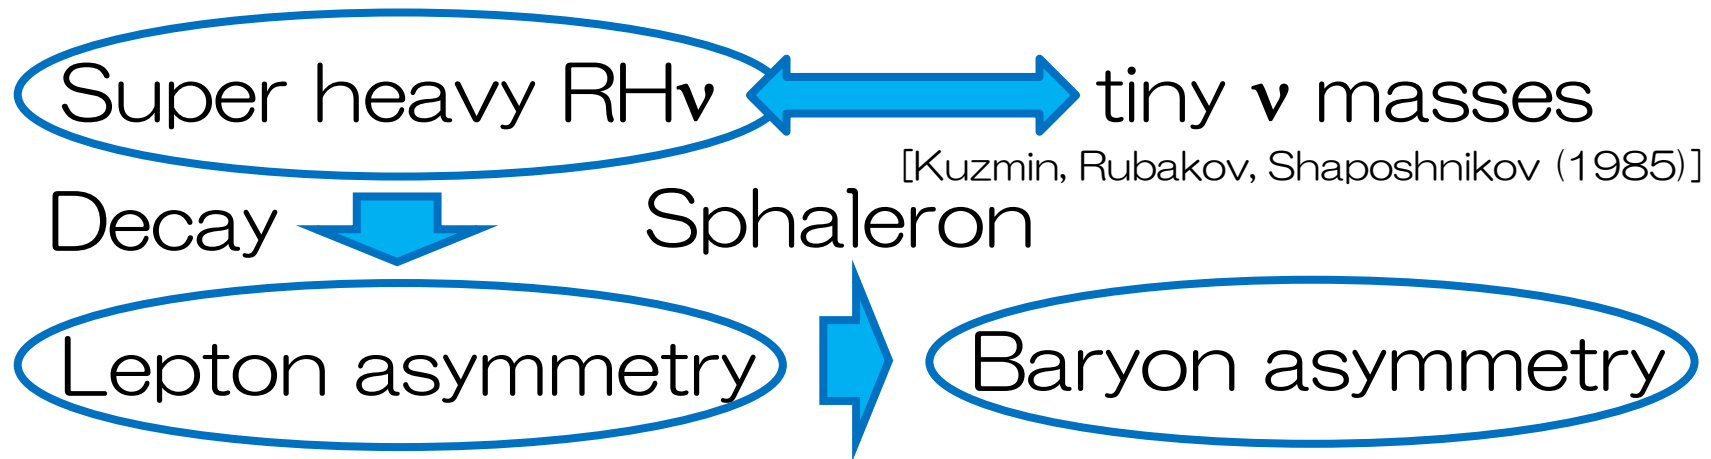 Super heavy RHν
tiny ν masses
[Kuzmin, Rubakov, Shaposhnikov (1985)]
Decay
Sphaleron
Lepton asymmetry
Baryon asymmetry